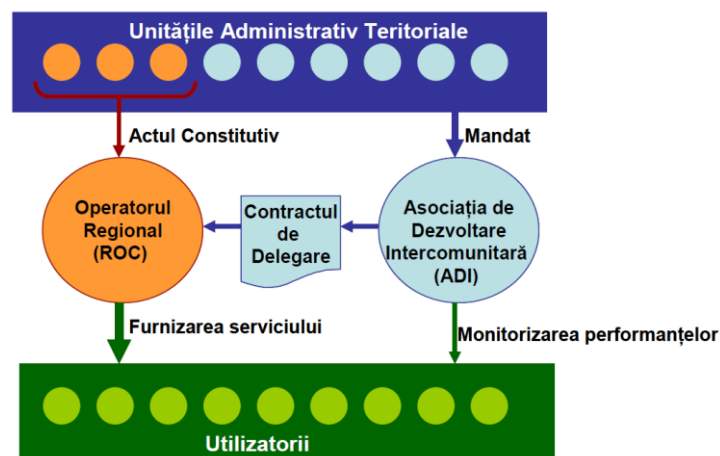 Unitățile Administrativ Teritoriale
Actul Constitutiv
Mandat
Operatorul
Regional
(ROC)
Contractul
de
Delegare
Asociația de
Dezvoltare
Intercomunitară
(ADI)
Furnizarea serviciului
Monitorizarea performanțelor
Utilizatorii